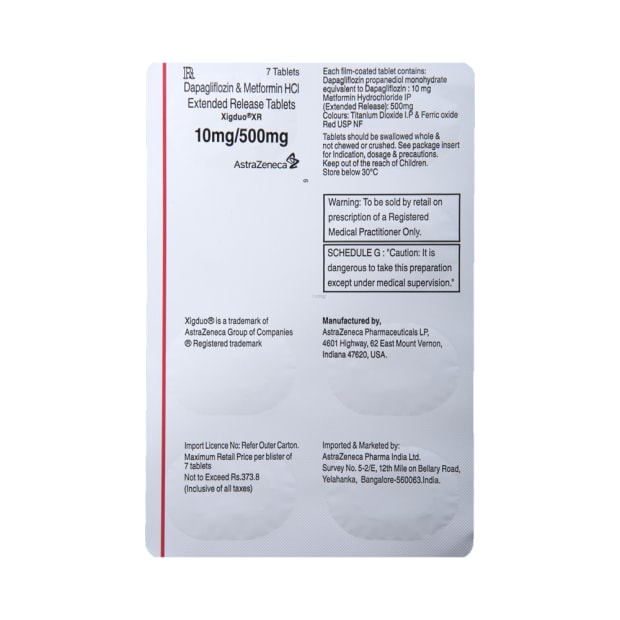 Rx 7 Tablets
Dapagliflozin & Metformin HCl
Extended Release Tablets
Xigduo®XR
10mg/500mg
AstraZeneca
Each film-coated tablet contains:
Dapagliflozin propanediol monohydrate
equivalent to Dapagliflozin : 10 mg
Metformin Hydrochloride IP
(Extended Release): 500mg
Colours: Titanium Dioxide I.P & Ferric oxide
Red USP NF
Tablets should be swallowed whole &
not chewed or crushed. See package insert
for indication, dosage & precautions.
Keep out of the reach of Children.
Store below 30°C
Warning: To be sold by retail on
prescription of a Registered
Medical Practitioner Only.
SCHEDULE G : "Caution: It is
dangerous to take this preparation
except under medical supervision."
Xigduo® is a trademark of
AstraZeneca Group of Companies
® Registered trademark
Manufactured by,
AstraZeneca Pharmaceuticals LP,
4601 Highway, 62 East Mount Vernon,
Indiana 47620, USA.
Import Licence No: Refer Outer Carton.
Maximum Retail Price per blister of
7 tablets
Not to Exceed Rs.373.8
(Inclusive of all taxes)
Imported & Marketed by:
AstraZeneca Pharma India Ltd.
Survey No. 5-2/E, 12th Mile on Bellary Road,
Yelahanka, Bangalore-560063.India.